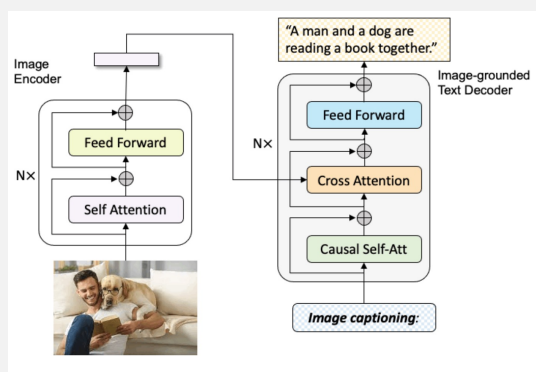 Image
Encoder
Feed Forward
N×
Self Attention
"A man and a dog are
reading a book together."
Image-grounded
Text Decoder
Feed Forward
N×
Cross Attention
Causal Self-Att
Image captioning: